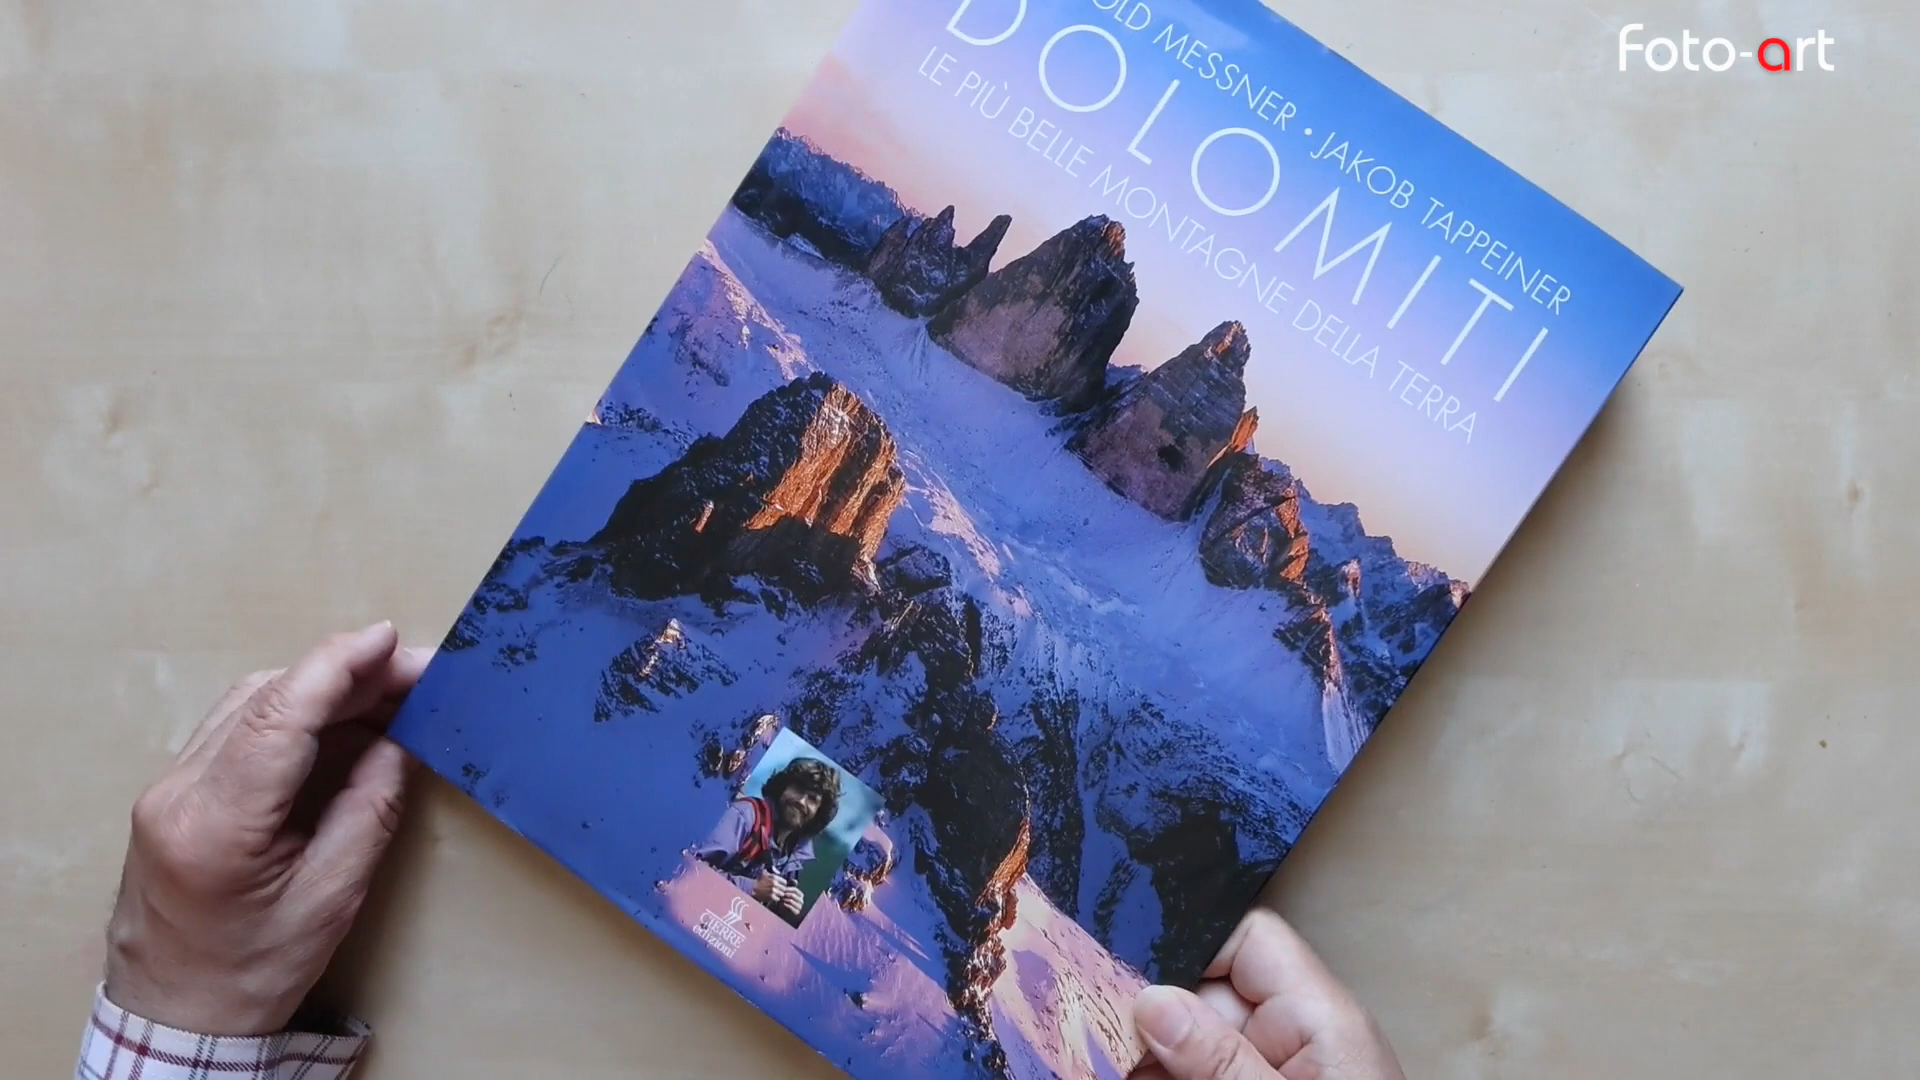 OLD MESSNER • JAKOB TAPPEINER
DOLOMITI
LE PIÙ BELLE MONTAGNE DELLA TERRA
CIERRE
edizioni
foto-art